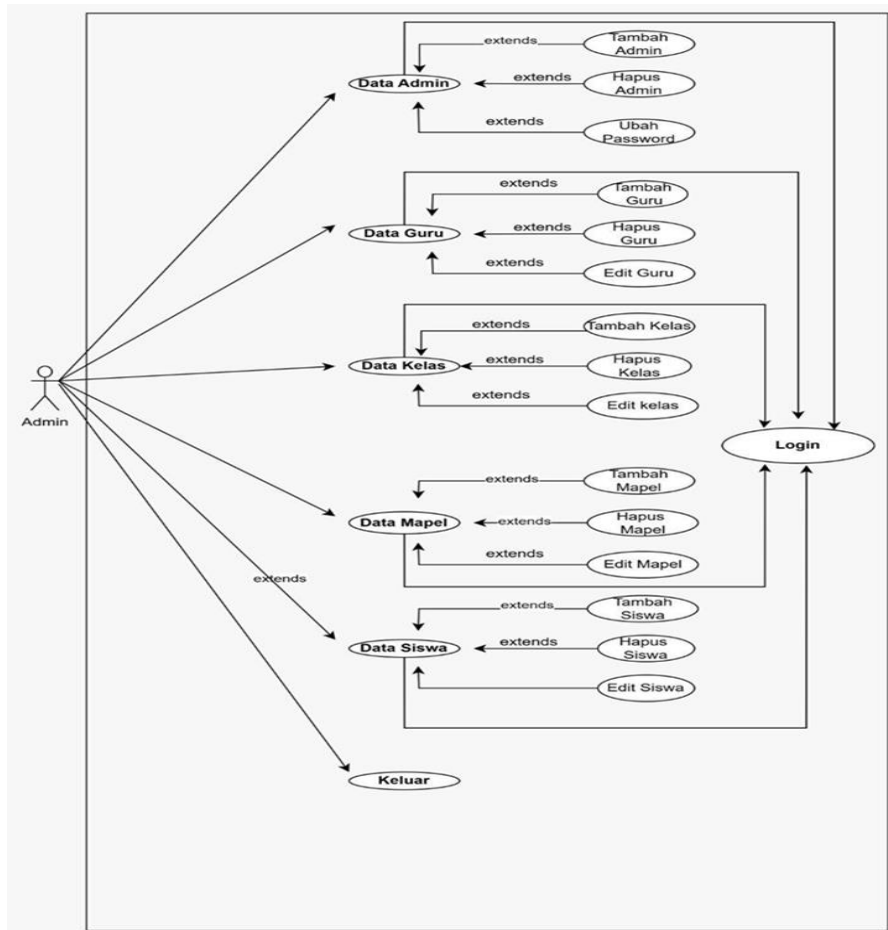 extends
Tambah
Admin
Data Admin
extends
Hapus
Admin
extends
Ubah
Password
extends
Tambah
Guru
Data Guru
extends
Hapus
Guru
extends
Edit Guru
extends
Tambah Kelas
Data Kelas
extends
Hapus
Kelas
extends
Edit kelas
Admin
Login
extends
Tambah
Mapel
Data Mapel
extends
Hapus
Mapel
extends
Edit Mapel
extends
extends
Tambah
Siswa
Data Siswa
extends
Hapus
Siswa
Edit Siswa
Keluar